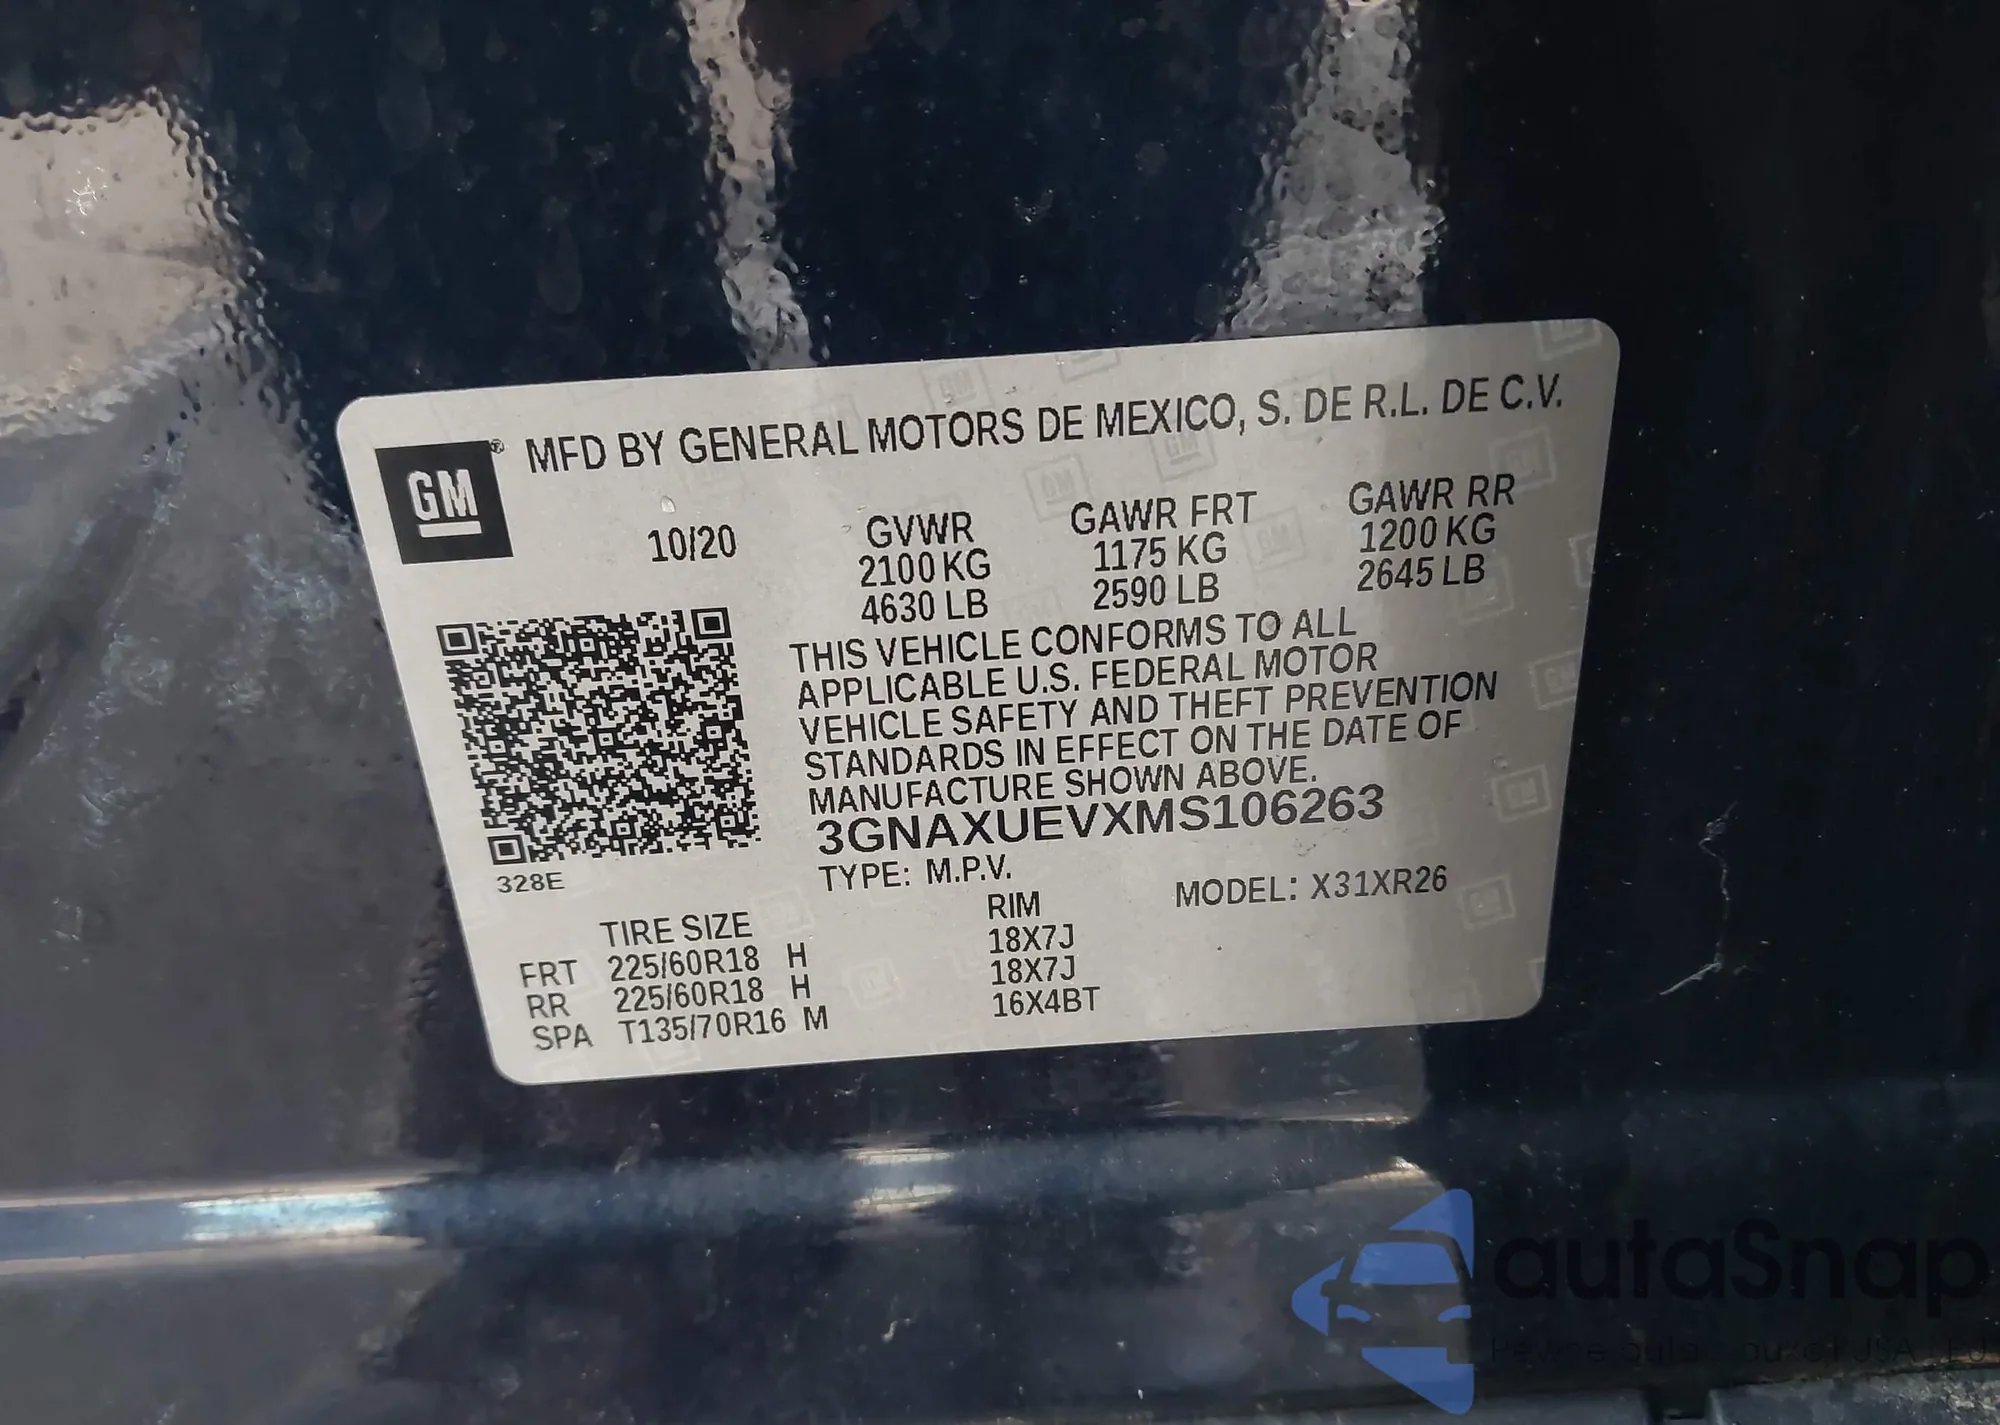 MFD BY GENERAL MOTORS DE MEXICO, S. DE R.L. DE C.V.
GM®
10/20 GVWR GAWR FRT GAWR RR
2100 KG 1175 KG 1200 KG
4630 LB 2590 LB 2645 LB
THIS VEHICLE CONFORMS TO ALL
APPLICABLE U.S. FEDERAL MOTOR
VEHICLE SAFETY AND THEFT PREVENTION
STANDARDS IN EFFECT ON THE DATE OF
MANUFACTURE SHOWN ABOVE.
3GNAXUEVXMS106263
328E
TYPE: M.P.V. MODEL: X31XR26
TIRE SIZE RIM
FRT 225/60R18 H 18X7J
RR 225/60R18 H 18X7J
SPA T135/70R16 M 16X4BT
autaSnap
auta USA